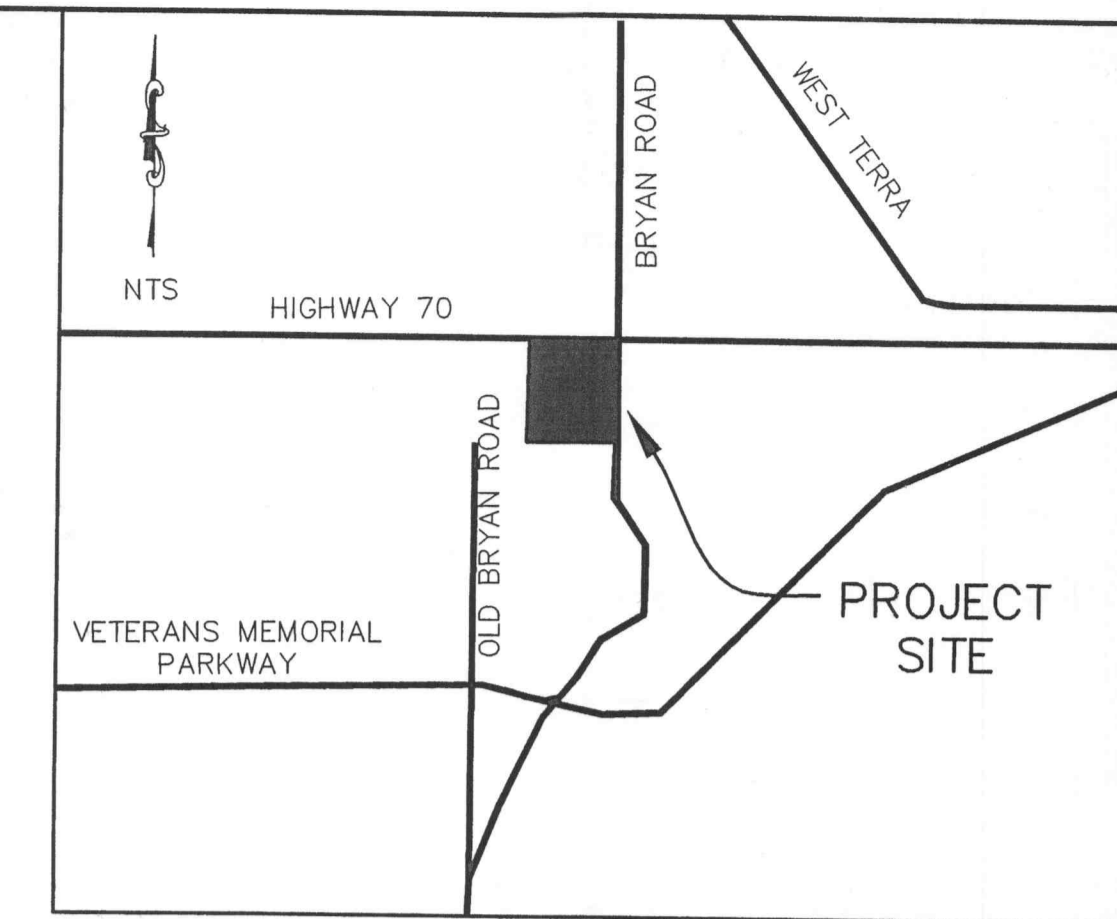 NTS
HIGHWAY 70
BRYAN ROAD
WEST TERRA
OLD BRYAN ROAD
VETERANS MEMORIAL
PARKWAY
PROJECT
SITE